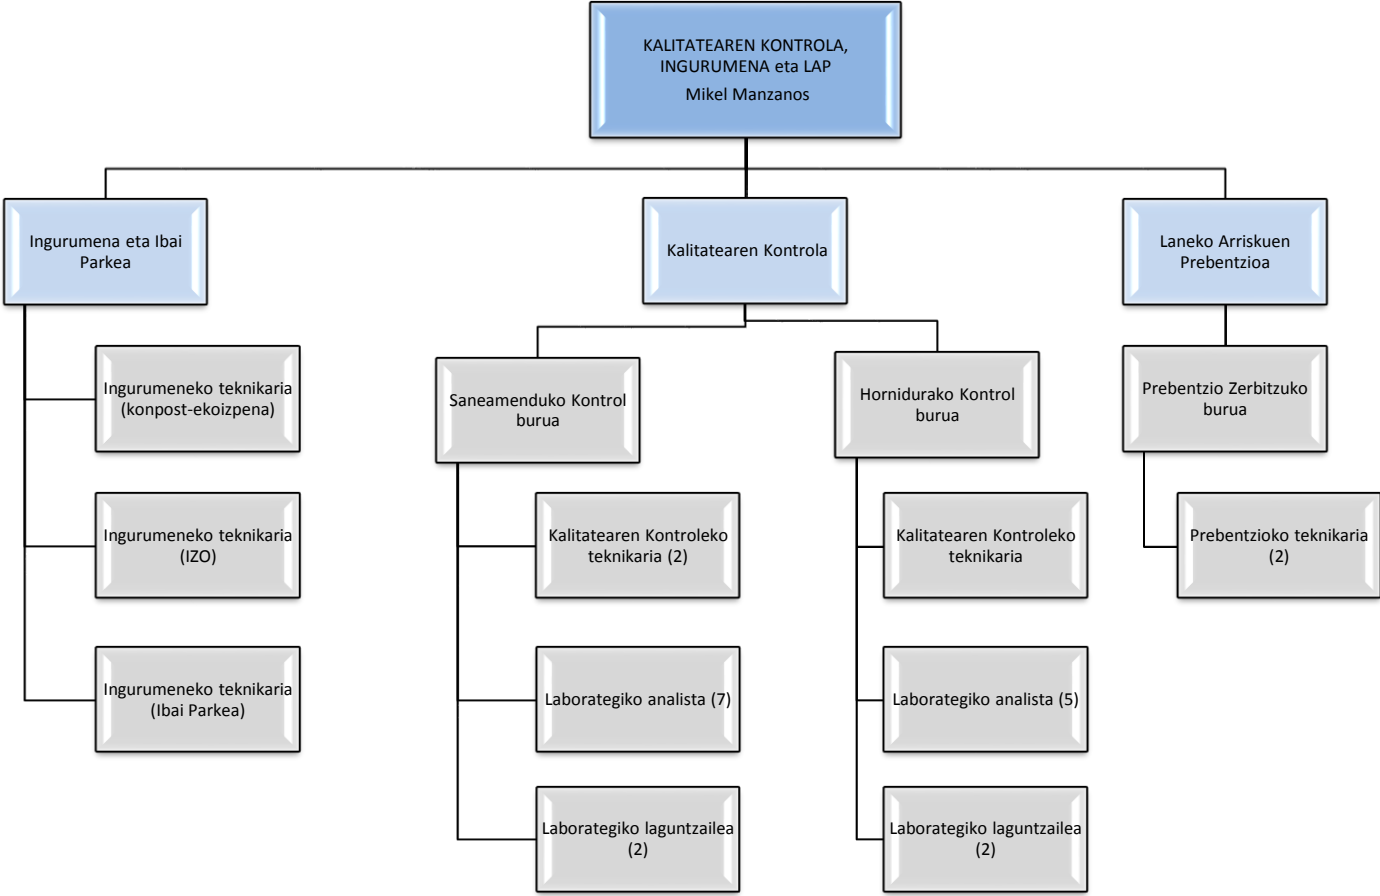 KALITATEAREN KONTROLA,
INGURUMENA eta LAP
Mikel Manzanos
Ingurumena eta Ibai
Parkea
Kalitatearen Kontrola
Laneko Arriskuen
Prebentzioa
Ingurumeneko teknikaria
(konpost-ekoizpena)
Ingurumeneko teknikaria
(IZO)
Ingurumeneko teknikaria
(Ibai Parkea)
Saneamenduko Kontrol
burua
Kalitatearen Kontroleko
teknikaria (2)
Laborategiko analista (7)
Laborategiko laguntzailea
(2)
Hornidurako Kontrol
burua
Kalitatearen Kontroleko
teknikaria
Laborategiko analista (5)
Laborategiko laguntzailea
(2)
Prebentzio Zerbitzuko
burua
Prebentzioko teknikaria
(2)